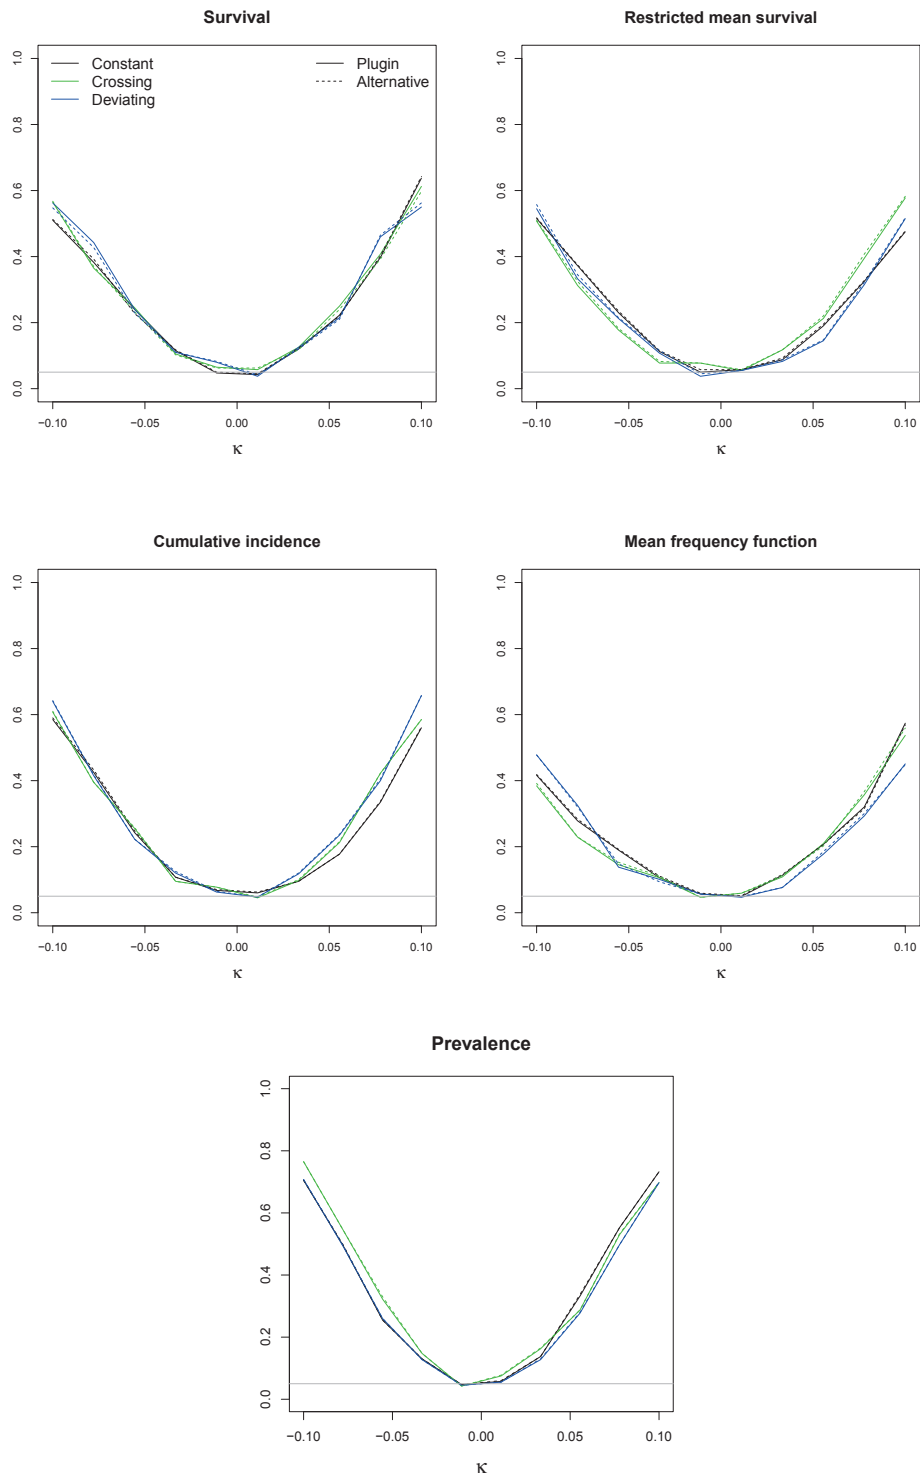 Survival
Constant
Crossing
Deviating
Plugin
Alternative
1.0
0.8
0.6
0.4
0.2
0.0
−0.10 −0.05 0.00 0.05 0.10
κ
Restricted mean survival
1.0
0.8
0.6
0.4
0.2
0.0
−0.10 −0.05 0.00 0.05 0.10
κ
Cumulative incidence
1.0
0.8
0.6
0.4
0.2
0.0
−0.10 −0.05 0.00 0.05 0.10
κ
Mean frequency function
1.0
0.8
0.6
0.4
0.2
0.0
−0.10 −0.05 0.00 0.05 0.10
κ
Prevalence
1.0
0.8
0.6
0.4
0.2
0.0
−0.10 −0.05 0.00 0.05 0.10
κ